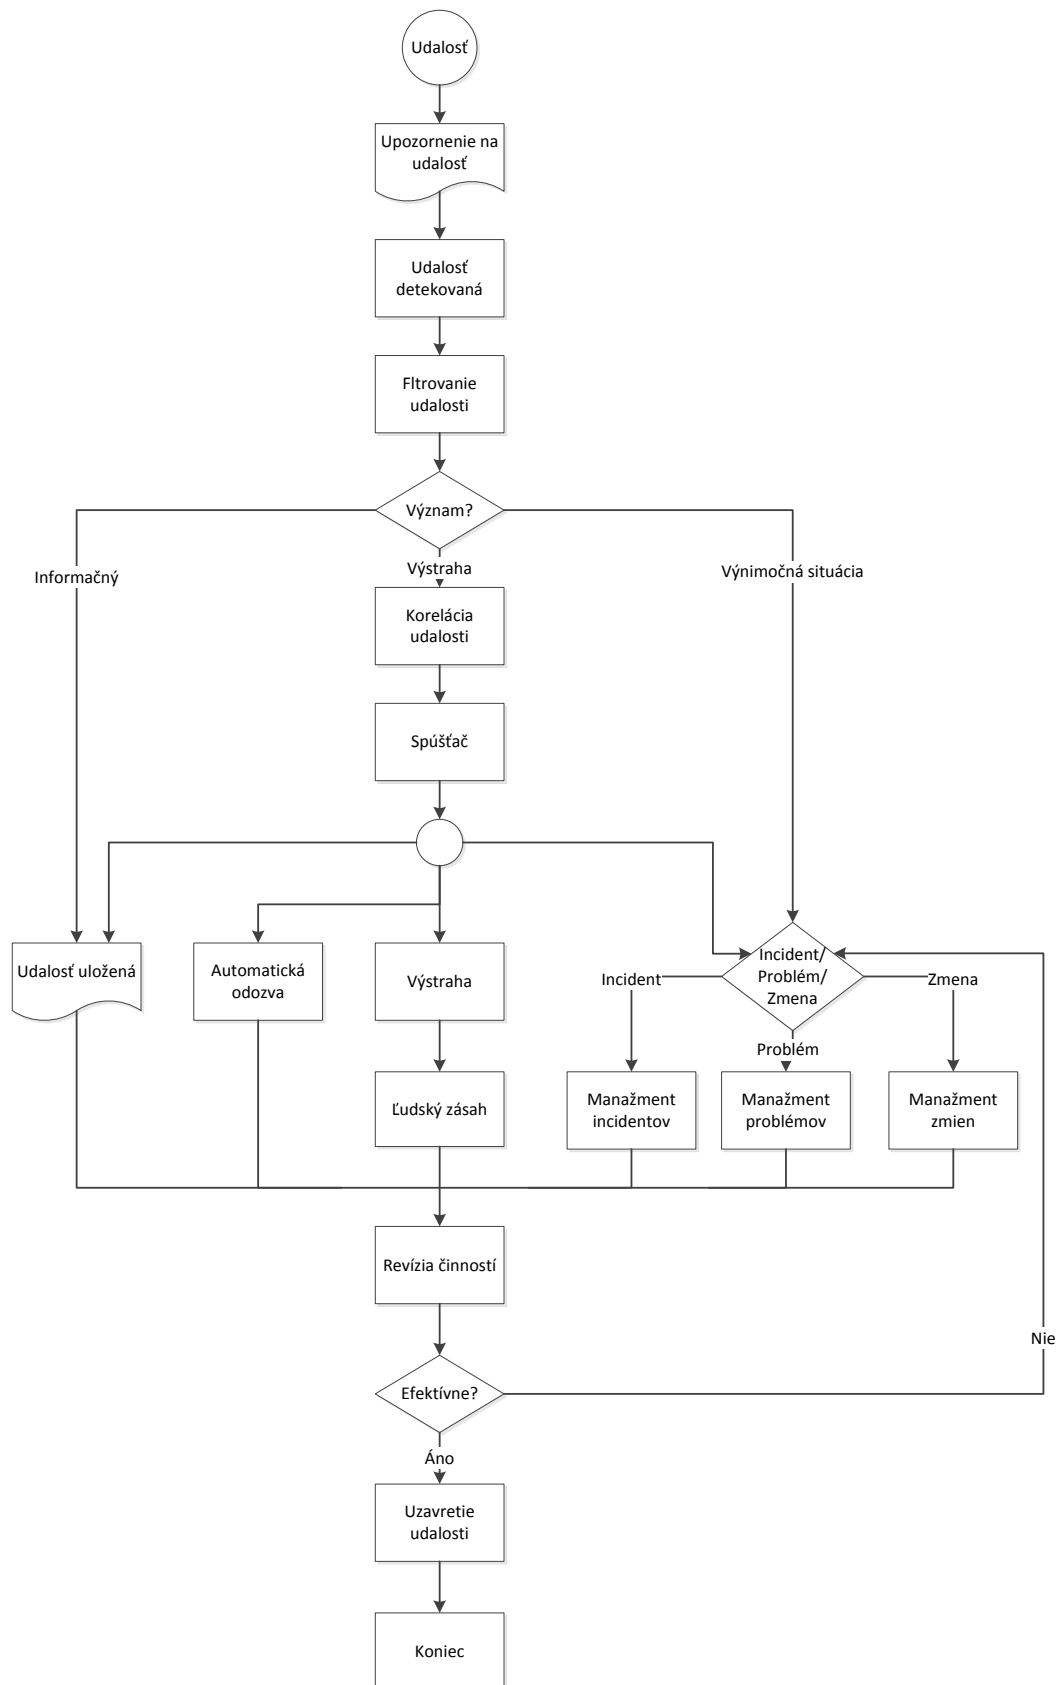 Udalosť
Upozornenie na
udalosť
Udalosť
detekovaná
Fltrovanie
udalosti
Význam?
Informačný
Výstraha
Výnimočná situácia
Korelácia
udalosti
Spúšťač
Udalosť uložená
Automatická
odozva
Výstraha
Incident/
Problém/
Zmena
Incident
Zmena
Problém
Ľudský zásah
Manažment
incidentov
Manažment
problémov
Manažment
zmien
Revízia činností
Nie
Efektívne?
Áno
Uzavretie
udalosti
Koniec